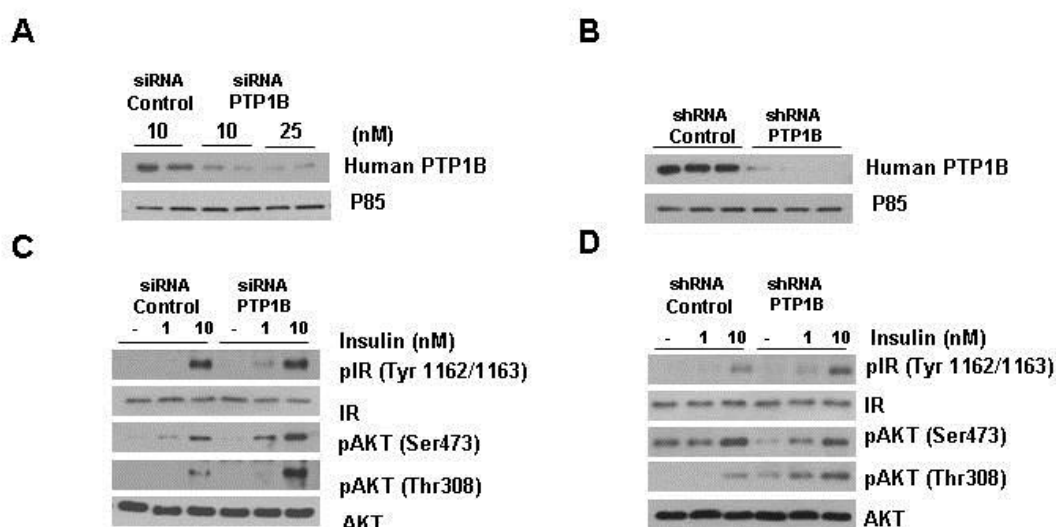 A
siRNA Control siRNA PTP1B
10 10 25 (nM)
Human PTP1B
P85
B
shRNA Control shRNA PTP1B
Human PTP1B
P85
C
siRNA Control siRNA PTP1B
- 1 10 - 1 10 Insulin (nM)
pIR (Tyr 1162/1163)
IR
pAKT (Ser473)
pAKT (Thr308)
AKT
D
shRNA Control shRNA PTP1B
- 1 10 - 1 10 Insulin (nM)
pIR (Tyr 1162/1163)
IR
pAKT (Ser473)
pAKT (Thr308)
AKT